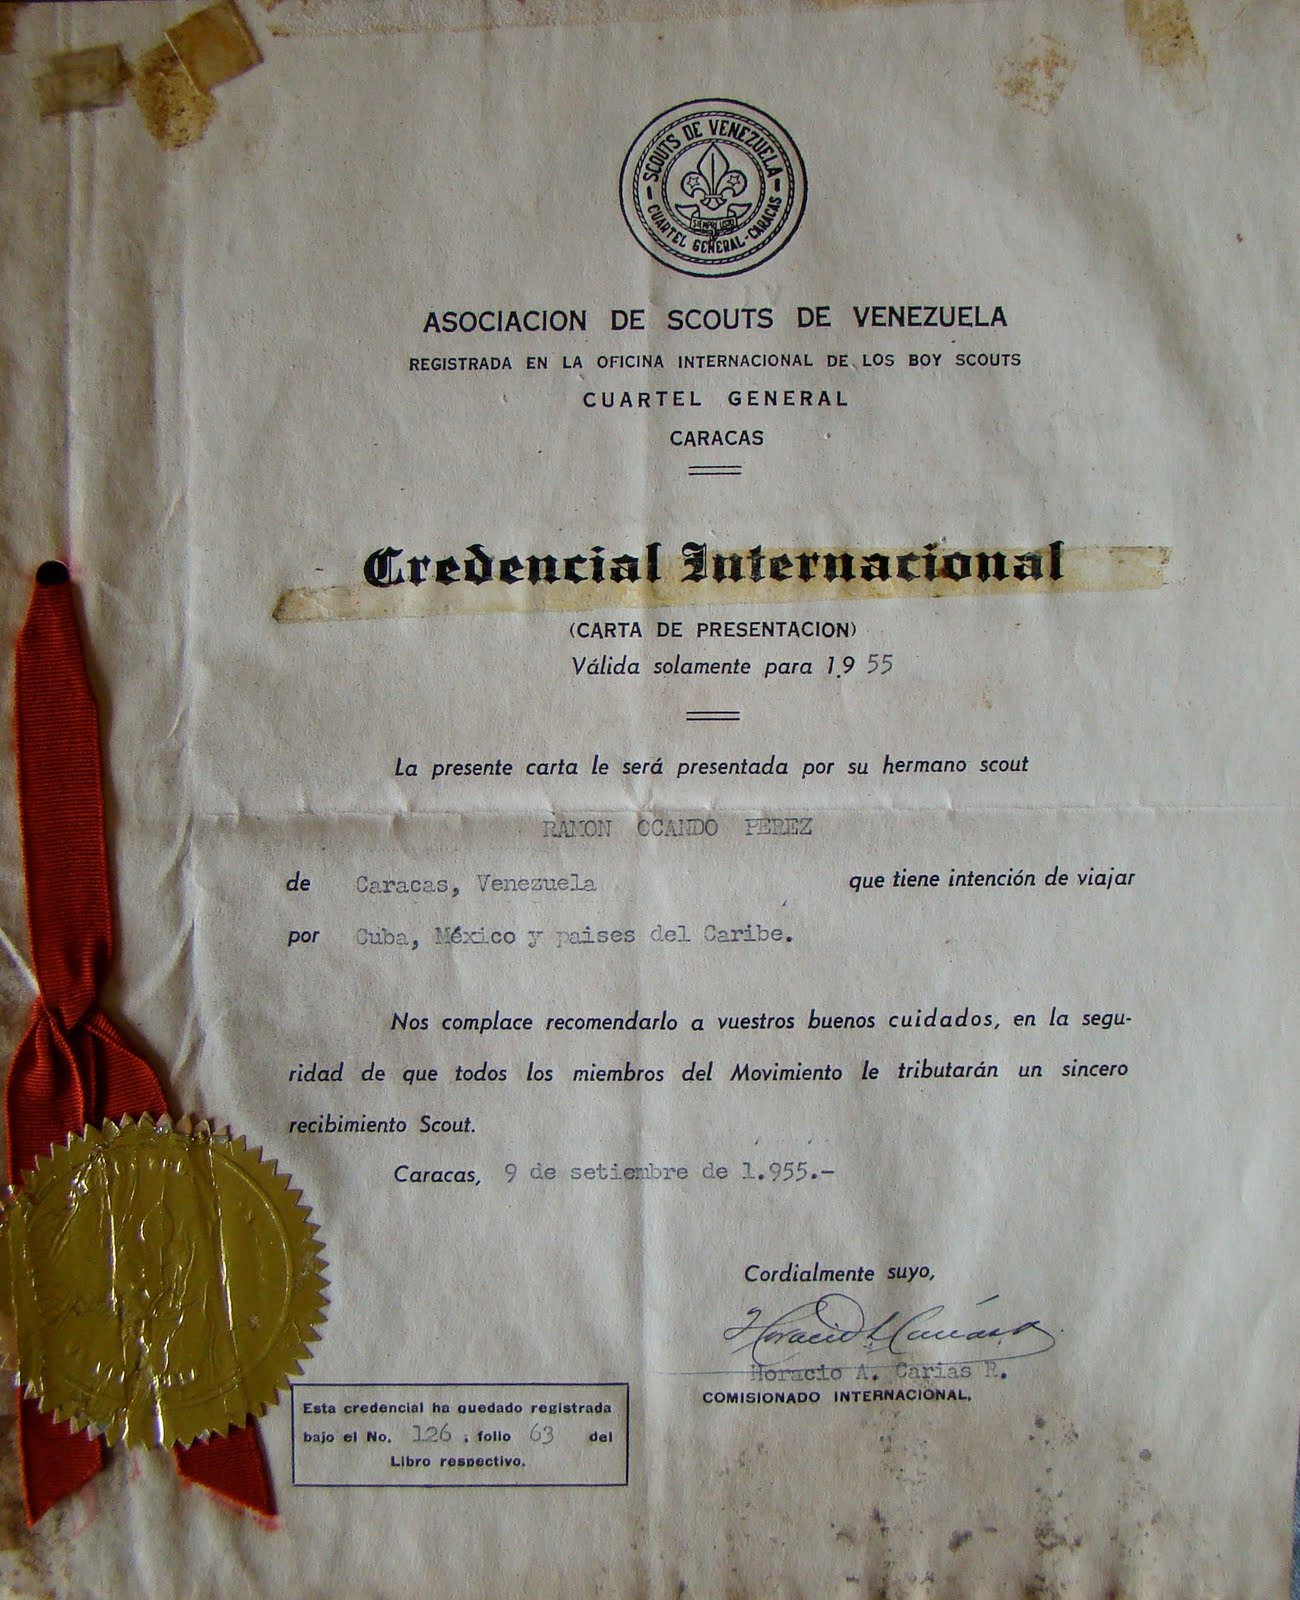 SCOUTS DE VENEZUELA
CUARTEL GENERAL - CARACAS
SIEMPRE LISTO
ASOCIACION DE SCOUTS DE VENEZUELA
REGISTRADA EN LA OFICINA INTERNACIONAL DE LOS BOY SCOUTS
CUARTEL GENERAL
CARACAS
Credencial Internacional
(CARTA DE PRESENTACION)
Válida solamente para 1.9 55
La presente carta le será presentada por su hermano scout
RAMON OCANDO PEREZ
de Caracas, Venezuela que tiene intención de viajar
por Cuba, México y paises del Caribe.
Nos complace recomendarlo a vuestros buenos cuidados, en la segu-
ridad de que todos los miembros del Movimiento le tributarán un sincero
recibimiento Scout.
Caracas, 9 de setiembre de 1.955.-
Cordialmente suyo,
Horacio A. Carias R.
COMISIONADO INTERNACIONAL,
Esta credencial ha quedado registrada
bajo el No. 126 ; folio 63 del
Libro respectivo.